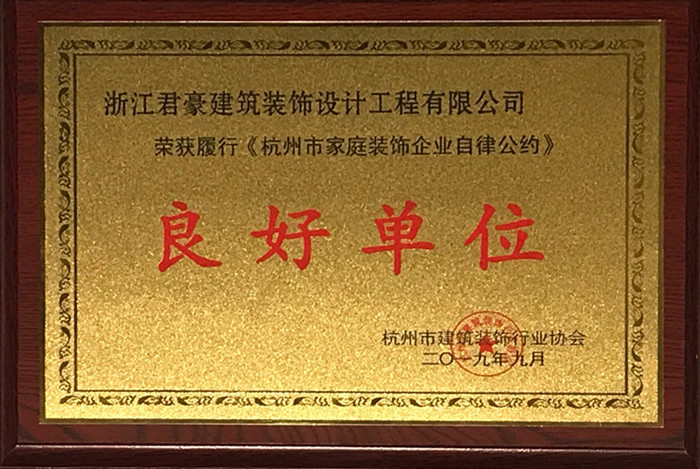 浙江君豪建筑装饰设计工程有限公司
荣获履行《杭州市家庭装饰企业自律公约》
良好单位
杭州市建筑装饰行业协会
二〇一九年九月